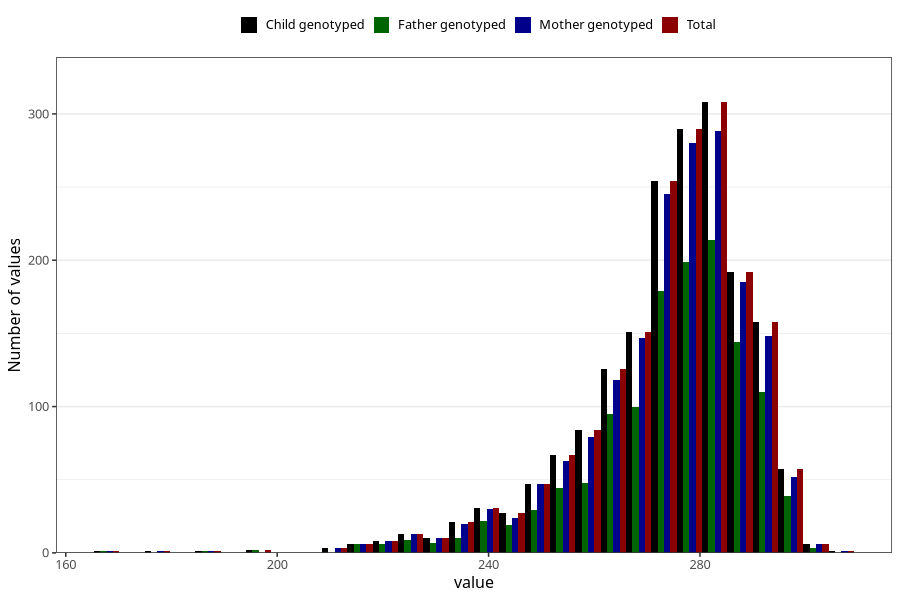 Child genotyped Father genotyped Mother genotyped Total
300
200
100
0
160 200 240 280
value
Number of values